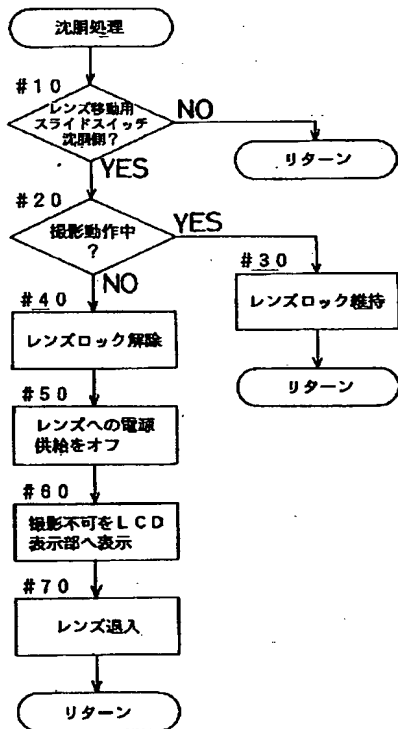 沈胴処理
#10
レンズ移動用
スライドスイッチ
沈胴側？
NO
リターン
YES
#20
撮影動作中
？
YES
#30
レンズロック維持
リターン
NO
#40
レンズロック解除
#50
レンズへの電源
供給をオフ
#60
撮影不可をLCD
表示部へ表示
#70
レンズ退入
リターン